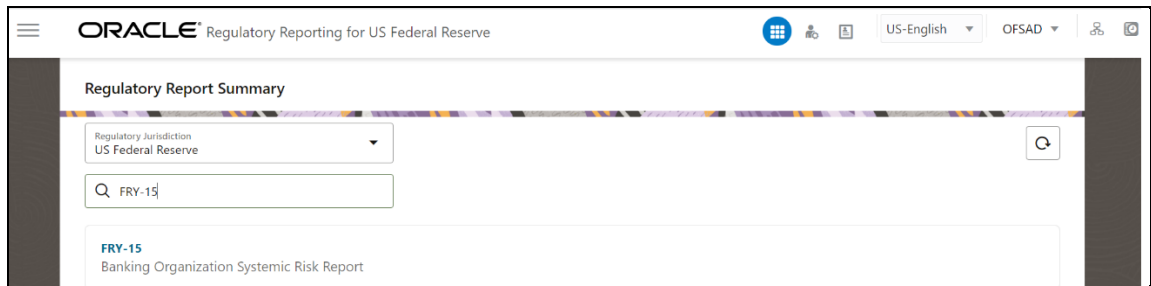 ORACLE® Regulatory Reporting for US Federal Reserve
US-English
OFSAD
Regulatory Report Summary
Regulatory Jurisdiction
US Federal Reserve
FRY-15
FRY-15
Banking Organization Systemic Risk Report